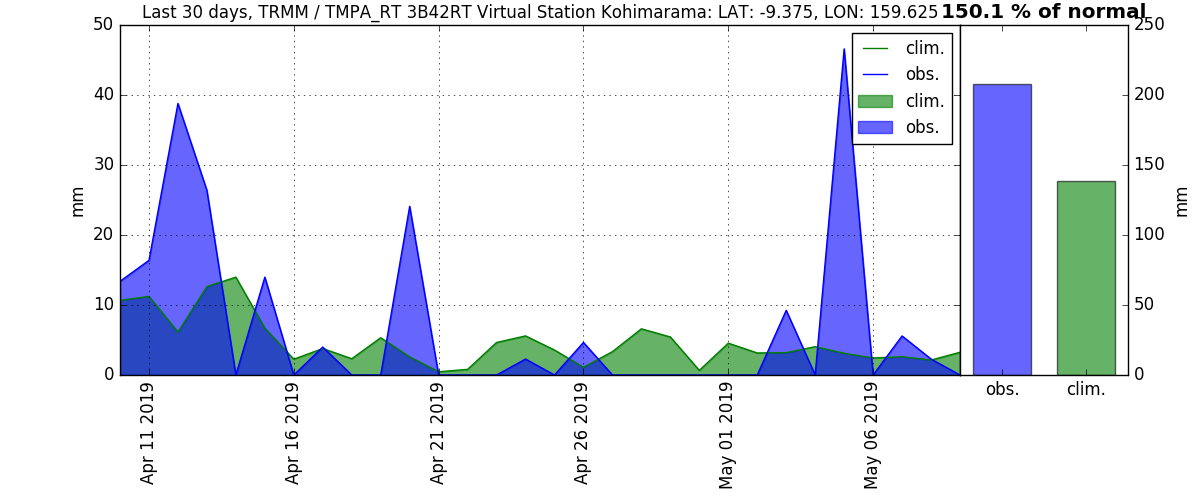 Last 30 days, TRMM / TMPA_RT 3B42RT Virtual Station Kohimarama: LAT: -9.375, LON: 159.625
150.1 % of normal
50
40
30
20
10
0
mm
clim.
obs.
clim.
obs.
250
200
150
100
50
0
mm
Apr 11 2019
Apr 16 2019
Apr 21 2019
Apr 26 2019
May 01 2019
May 06 2019
obs.
clim.